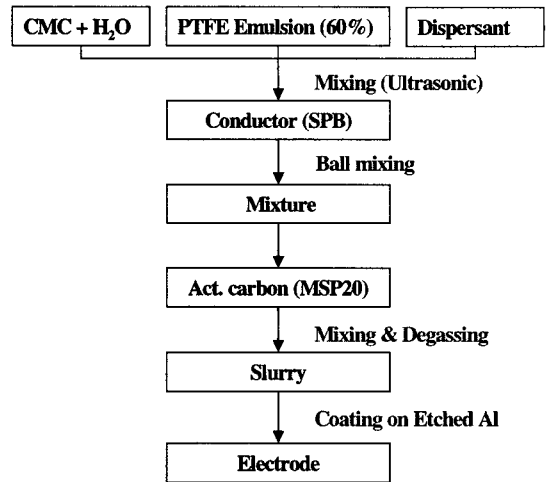 CMC + H₂O
PTFE Emulsion (60%)
Dispersant
Mixing (Ultrasonic)
Conductor (SPB)
Ball mixing
Mixture
Act. carbon (MSP20)
Mixing & Degassing
Slurry
Coating on Etched Al
Electrode